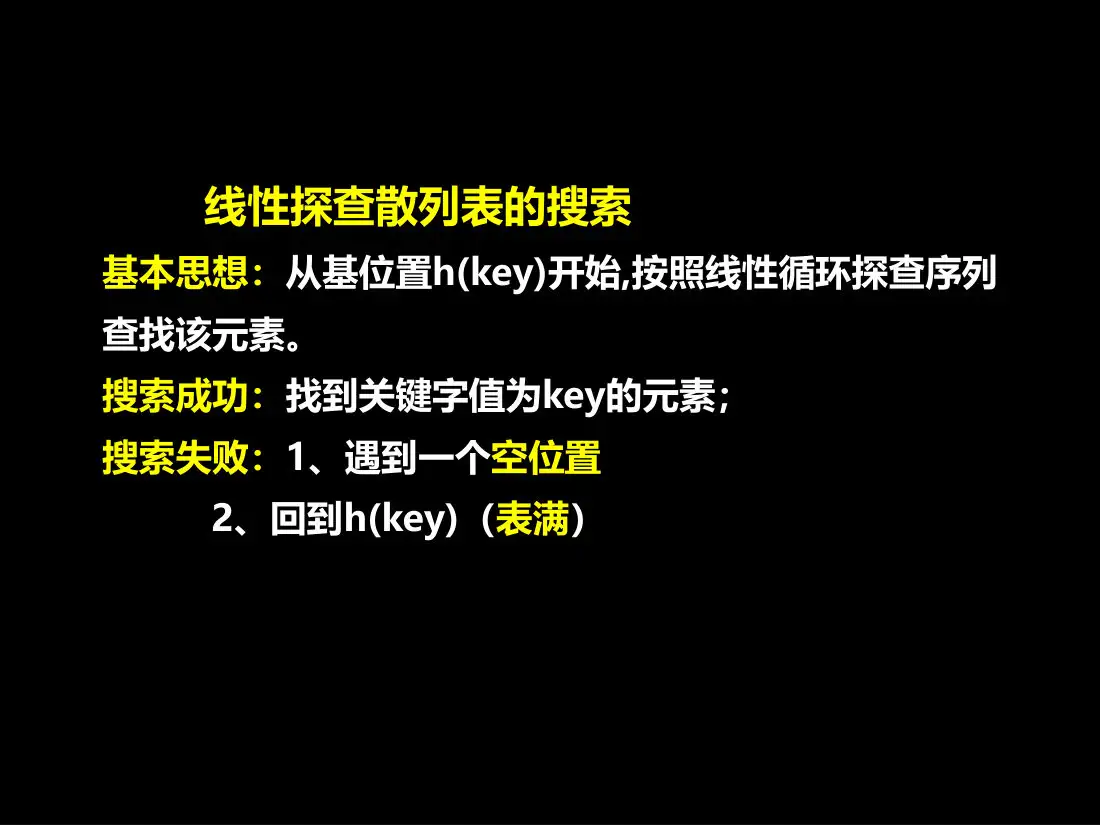 线性探查散列表的搜索
基本思想：从基位置h(key)开始,按照线性循环探查序列
查找该元素。
搜索成功：找到关键字值为key的元素；
搜索失败：1、遇到一个空位置
2、回到h(key)（表满）